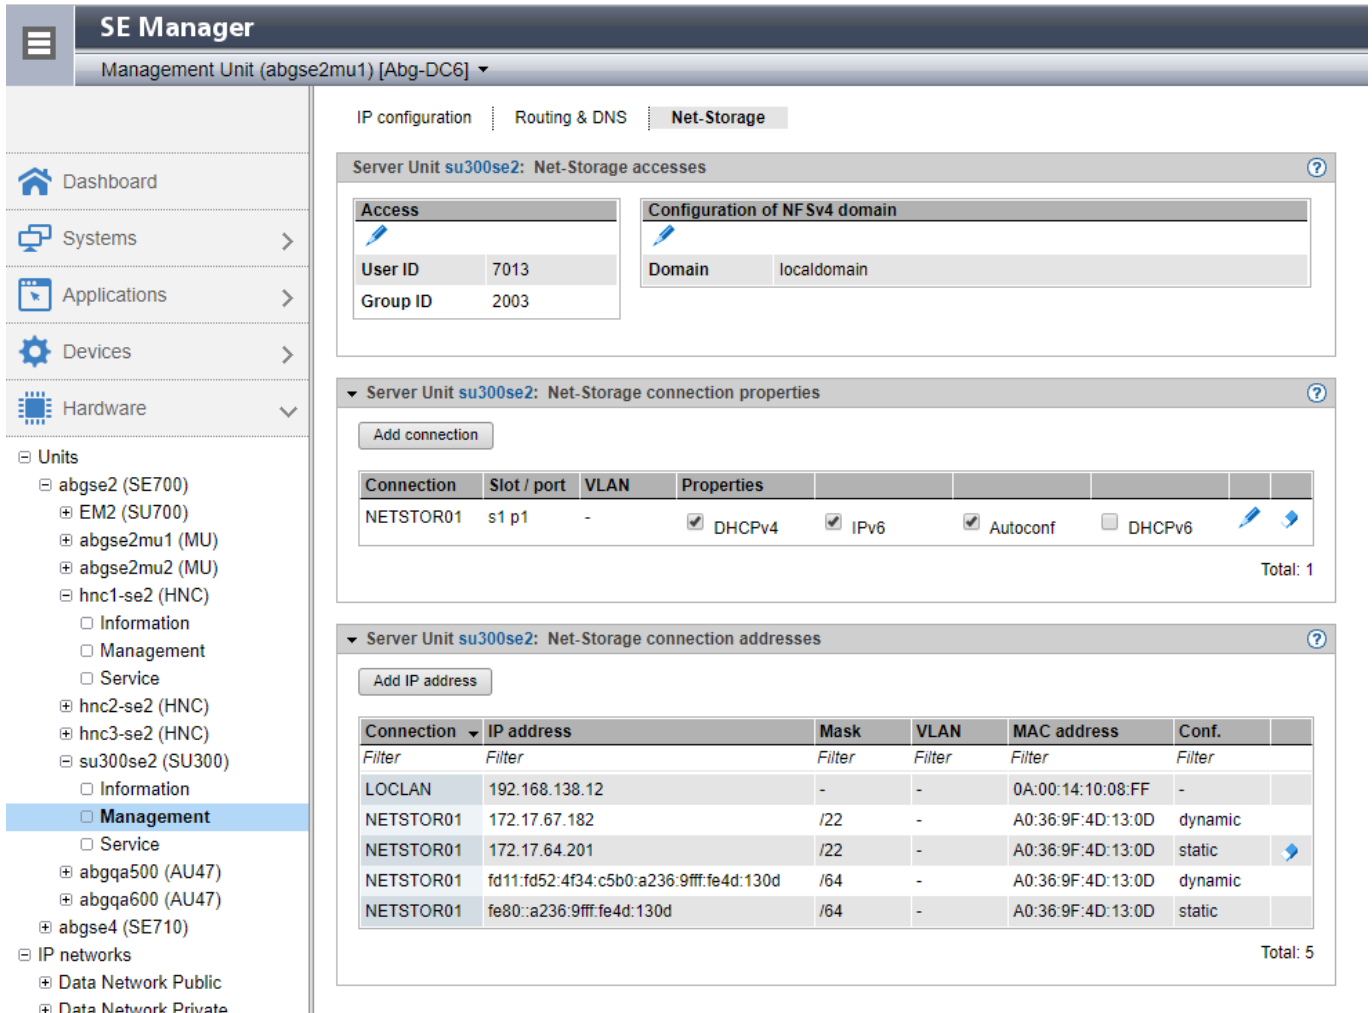 SE Manager
Management Unit (abgse2mu1) [Abg-DC6]
IP configuration
Routing & DNS
Net-Storage
Dashboard
Systems
Applications
Devices
Hardware
Units
abgse2 (SE700)
EM2 (SU700)
abgse2mu1 (MU)
abgse2mu2 (MU)
hnc1-se2 (HNC)
Information
Management
Service
hnc2-se2 (HNC)
hnc3-se2 (HNC)
su300se2 (SU300)
Information
Management
Service
abgqa500 (AU47)
abgqa600 (AU47)
abgse4 (SE710)
IP networks
Data Network Public
Data Network Private
Server Unit su300se2: Net-Storage accesses
Access
User ID 7013
Group ID 2003
Configuration of NFSv4 domain
Domain localdomain
Server Unit su300se2: Net-Storage connection properties
Add connection
Connection Slot / port VLAN Properties
NETSTOR01 s1 p1 - DHCPv4 IPv6 Autoconf DHCPv6
Total: 1
Server Unit su300se2: Net-Storage connection addresses
Add IP address
Connection IP address Mask VLAN MAC address Conf.
Filter Filter Filter Filter Filter Filter
LOCLAN 192.168.138.12 - - 0A:00:14:10:08:FF -
NETSTOR01 172.17.67.182 /22 - A0:36:9F:4D:13:0D dynamic
NETSTOR01 172.17.64.201 /22 - A0:36:9F:4D:13:0D static
NETSTOR01 fd11:fd52:4f34:c5b0:a236:9fff:fe4d:130d /64 - A0:36:9F:4D:13:0D dynamic
NETSTOR01 fe80::a236:9fff:fe4d:130d /64 - A0:36:9F:4D:13:0D static
Total: 5